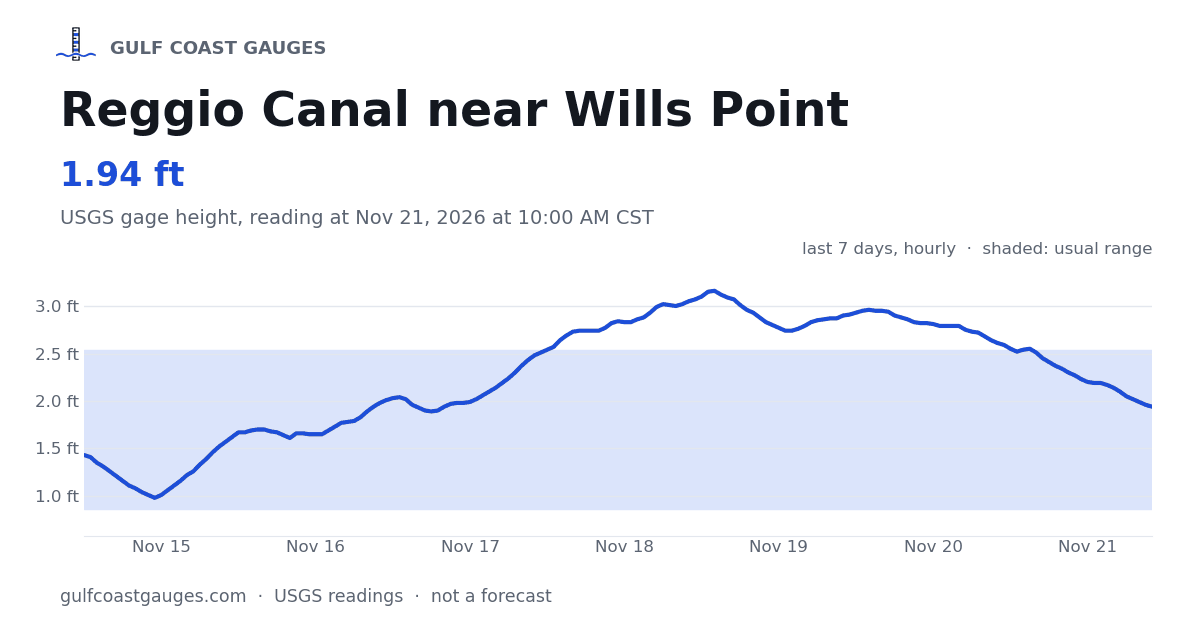 GULF COAST GAUGES
Reggio Canal near Wills Point
1.94 ft
USGS gage height, reading at Nov 21, 2026 at 10:00 AM CST
last 7 days, hourly · shaded: usual range
3.0 ft
2.5 ft
2.0 ft
1.5 ft
1.0 ft
Nov 15 Nov 16 Nov 17 Nov 18 Nov 19 Nov 20 Nov 21
gulfcoastgauges.com · USGS readings · not a forecast